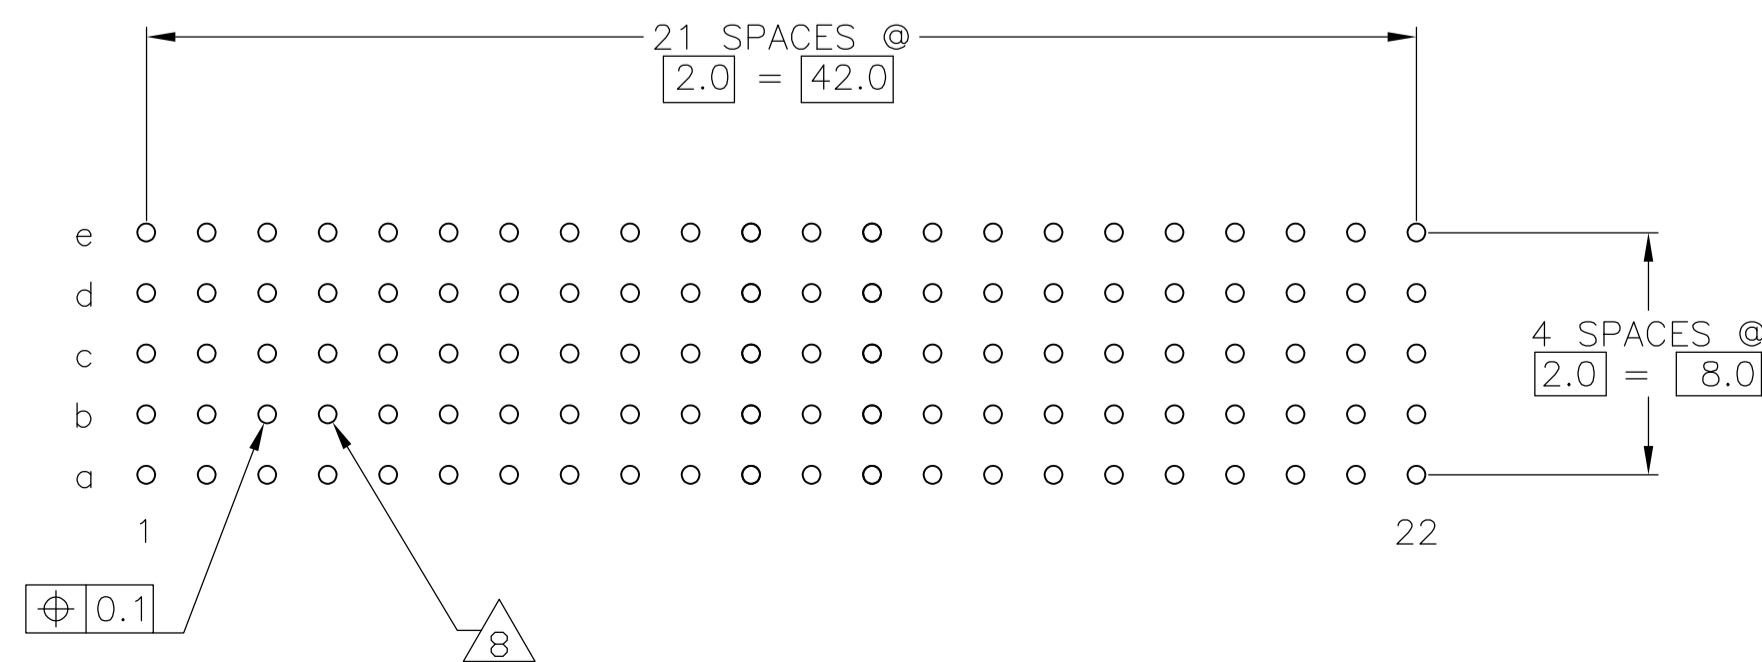 21 SPACES @
2.0 = 42.0
e
d
c
b
a
4 SPACES @
2.0 = 8.0
1
22
⌖ 0.1
8